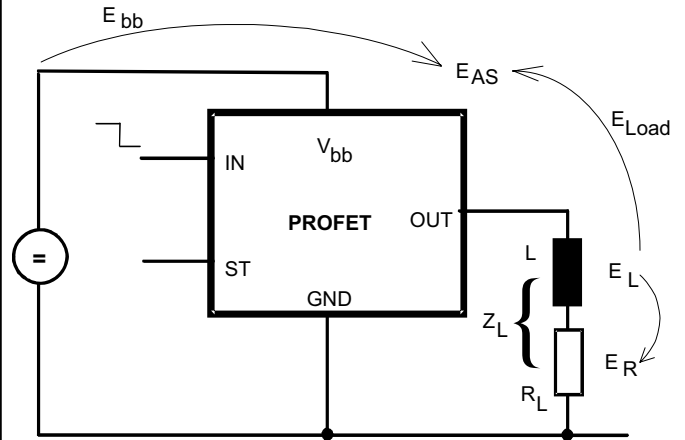 E bb
E AS
E Load
V bb
IN
PROFET
OUT
ST
GND
L
E L
Z L
E R
R L
=